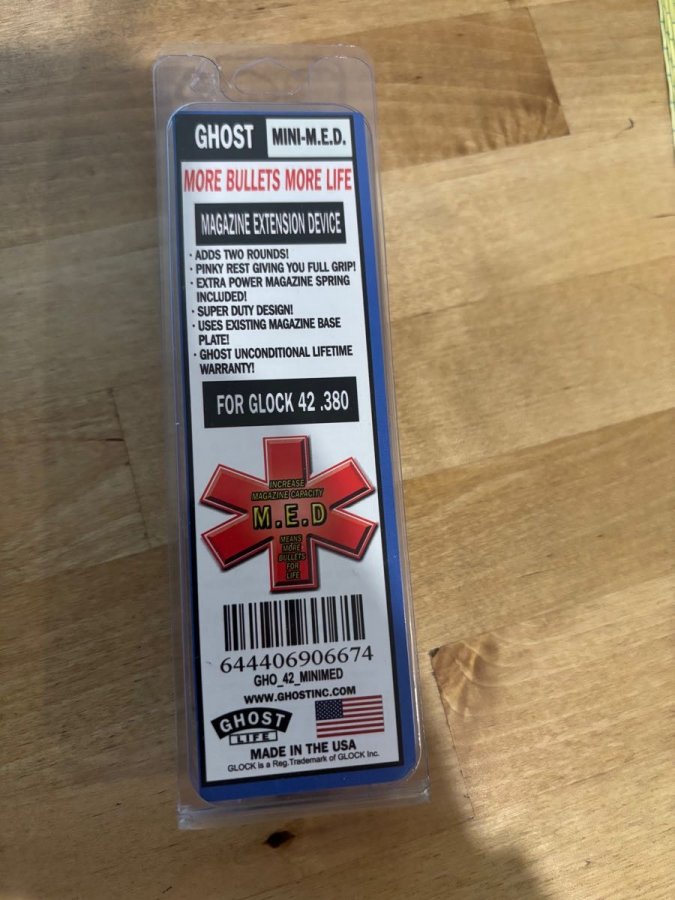 GHOST MINI-M.E.D.
MORE BULLETS MORE LIFE
MAGAZINE EXTENSION DEVICE
· ADDS TWO ROUNDS!
· PINKY REST GIVING YOU FULL GRIP!
· EXTRA POWER MAGAZINE SPRING
INCLUDED!
· SUPER DUTY DESIGN!
· USES EXISTING MAGAZINE BASE
PLATE!
· GHOST UNCONDITIONAL LIFETIME
WARRANTY!
FOR GLOCK 42 .380
INCREASE
MAGAZINE CAPACITY
M.E.D
MEANS
MORE
BULLETS
FOR
LIFE
644406906674
GHO_42_MINIMED
WWW.GHOSTINC.COM
GHOST
LIFE
MADE IN THE USA
GLOCK is a Reg.Trademark of GLOCK Inc.